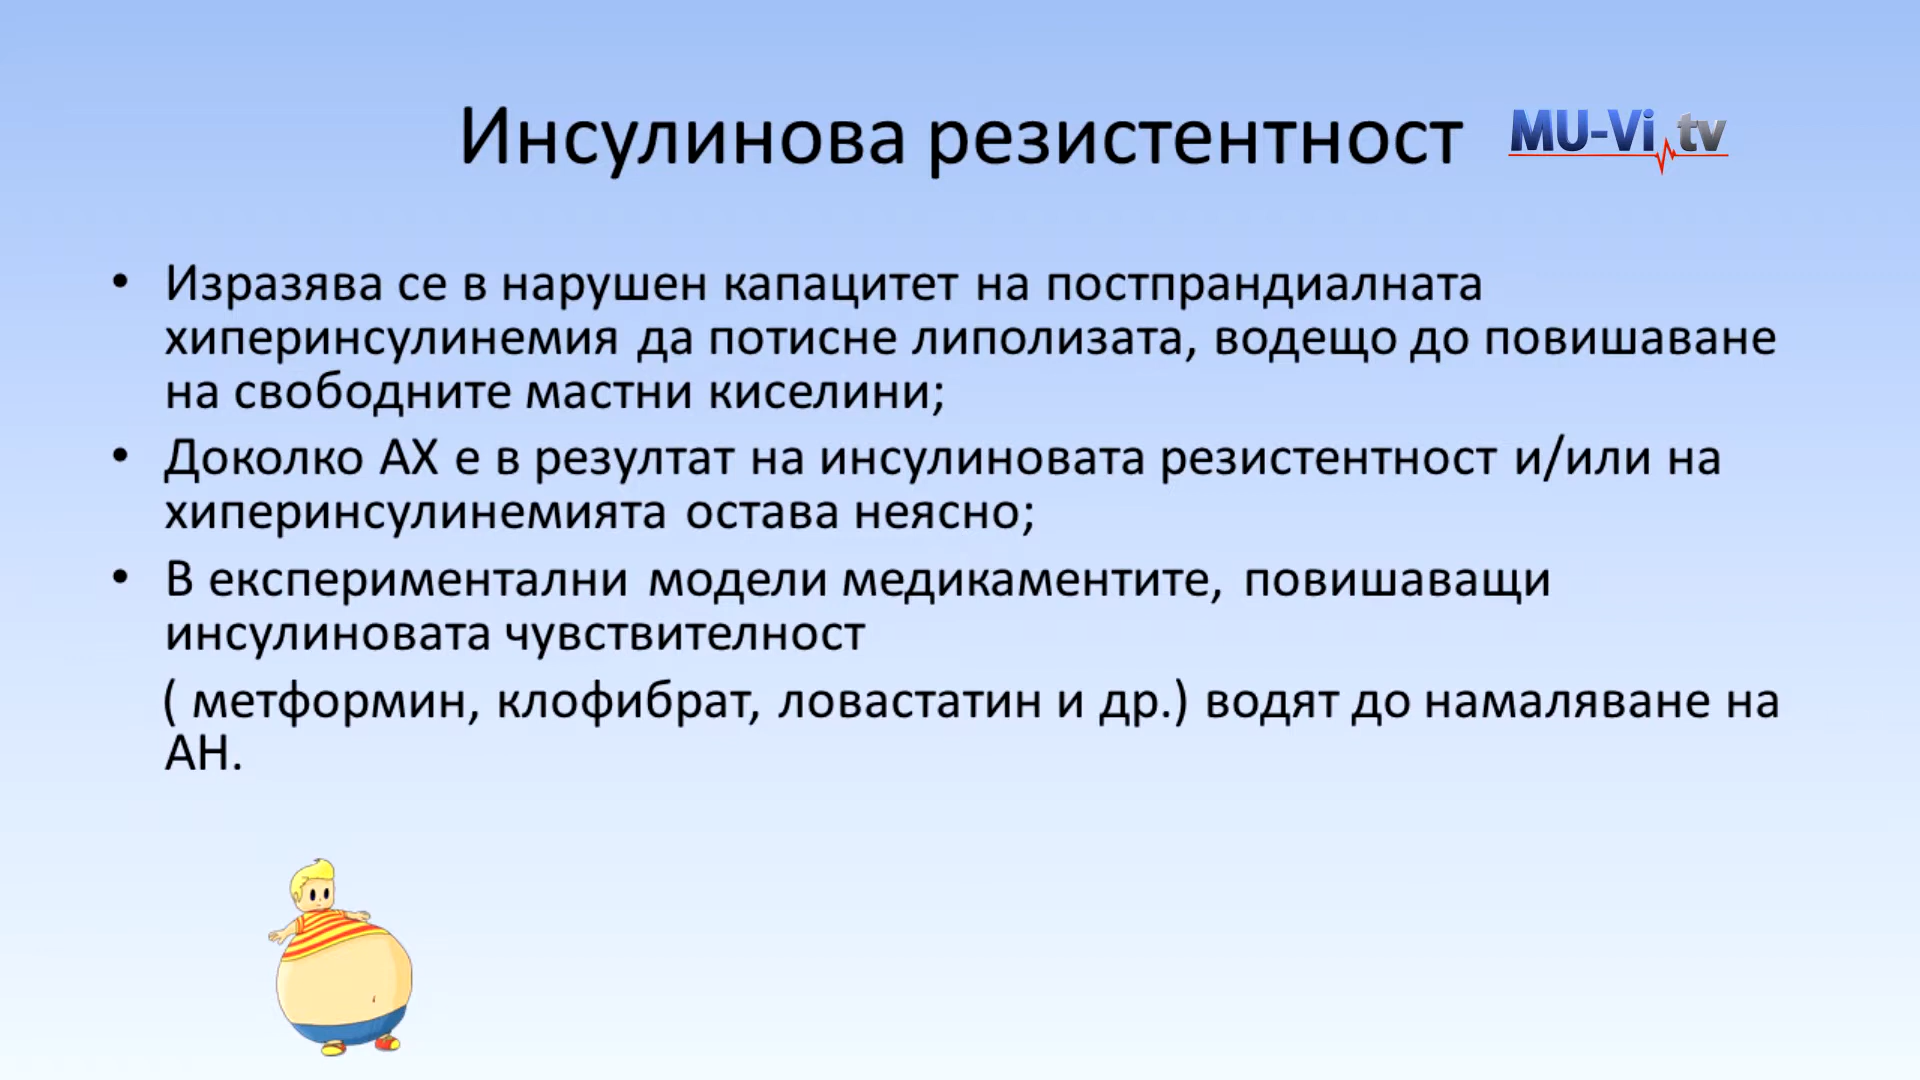 Инсулинова резистентност
MU-Vi.tv
• Изразява се в нарушен капацитет на постпрандиалната
хиперинсулинемия да потисне липолизата, водещо до повишаване
на свободните мастни киселини;
• Доколко АХ е в резултат на инсулиновата резистентност и/или на
хиперинсулинемията остава неясно;
• В експериментални модели медикаментите, повишаващи
инсулиновата чувствителност
( метформин, клофибрат, ловастатин и др.) водят до намаляване на
АН.